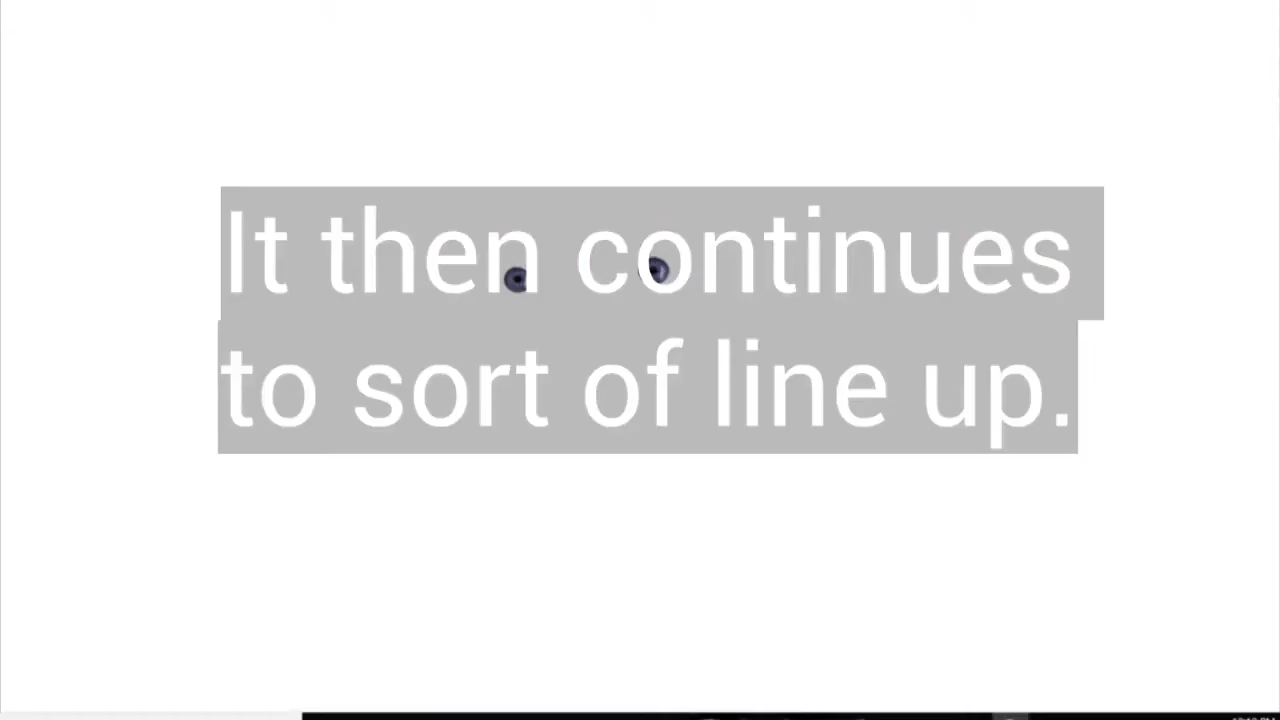 It then continues
to sort of line up.